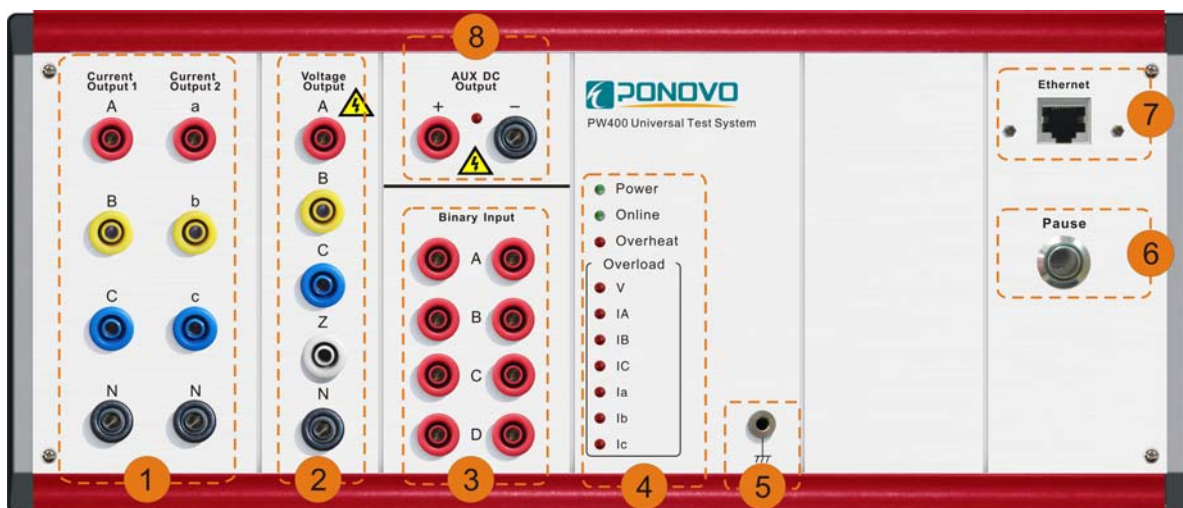 8
Current
Output 1
Current
Output 2
A
a
B
b
C
c
N
N
1
Voltage
Output
A
B
C
Z
N
2
AUX DC
Output
+
−
Binary Input
A
B
C
D
3
PONOVO
PW400 Universal Test System
Power
Online
Overheat
Overload
V
IA
IB
IC
Ia
Ib
Ic
4
5
Ethernet
7
Pause
6